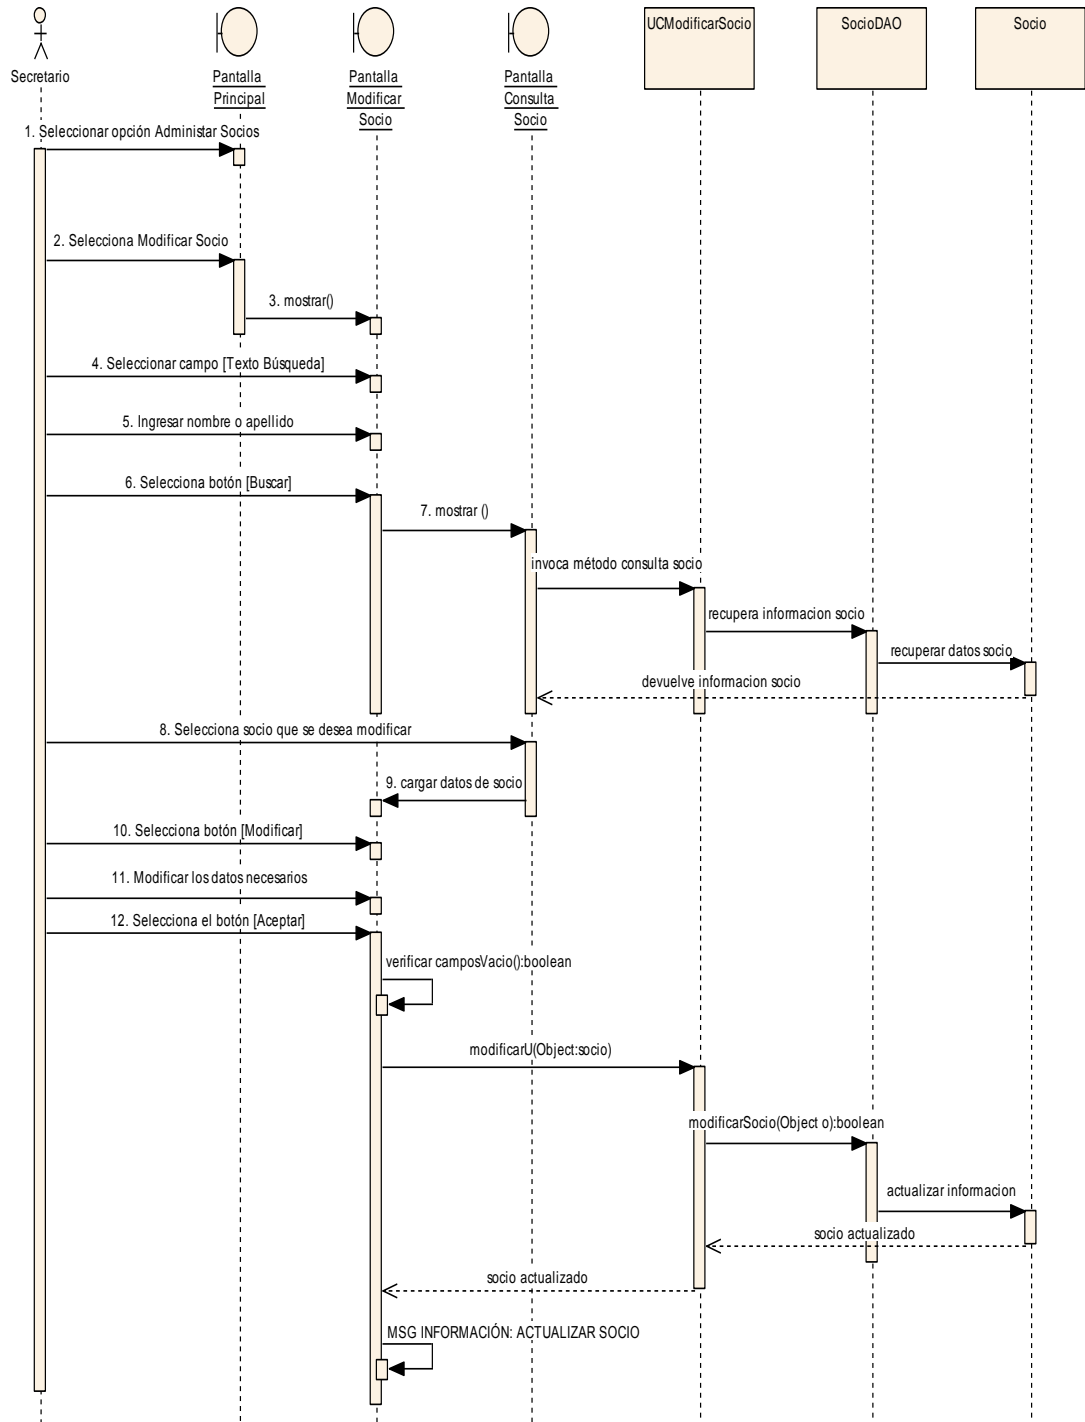 UCModificarSocio
SocioDAO
Socio
Secretario
Pantalla
Principal
Pantalla
Modificar
Socio
Pantalla
Consulta
Socio
1. Seleccionar opción Administar Socios
2. Selecciona Modificar Socio
3. mostrar()
4. Seleccionar campo [Texto Búsqueda]
5. Ingresar nombre o apellido
6. Selecciona botón [Buscar]
7. mostrar ()
invoca método consulta socio
recupera informacion socio
recuperar datos socio
devuelve informacion socio
8. Selecciona socio que se desea modificar
9. cargar datos de socio
10. Selecciona botón [Modificar]
11. Modificar los datos necesarios
12. Selecciona el botón [Aceptar]
verificar camposVacio():boolean
modificarU(Object:socio)
modificarSocio(Object o):boolean
actualizar informacion
socio actualizado
socio actualizado
MSG INFORMACIÓN: ACTUALIZAR SOCIO